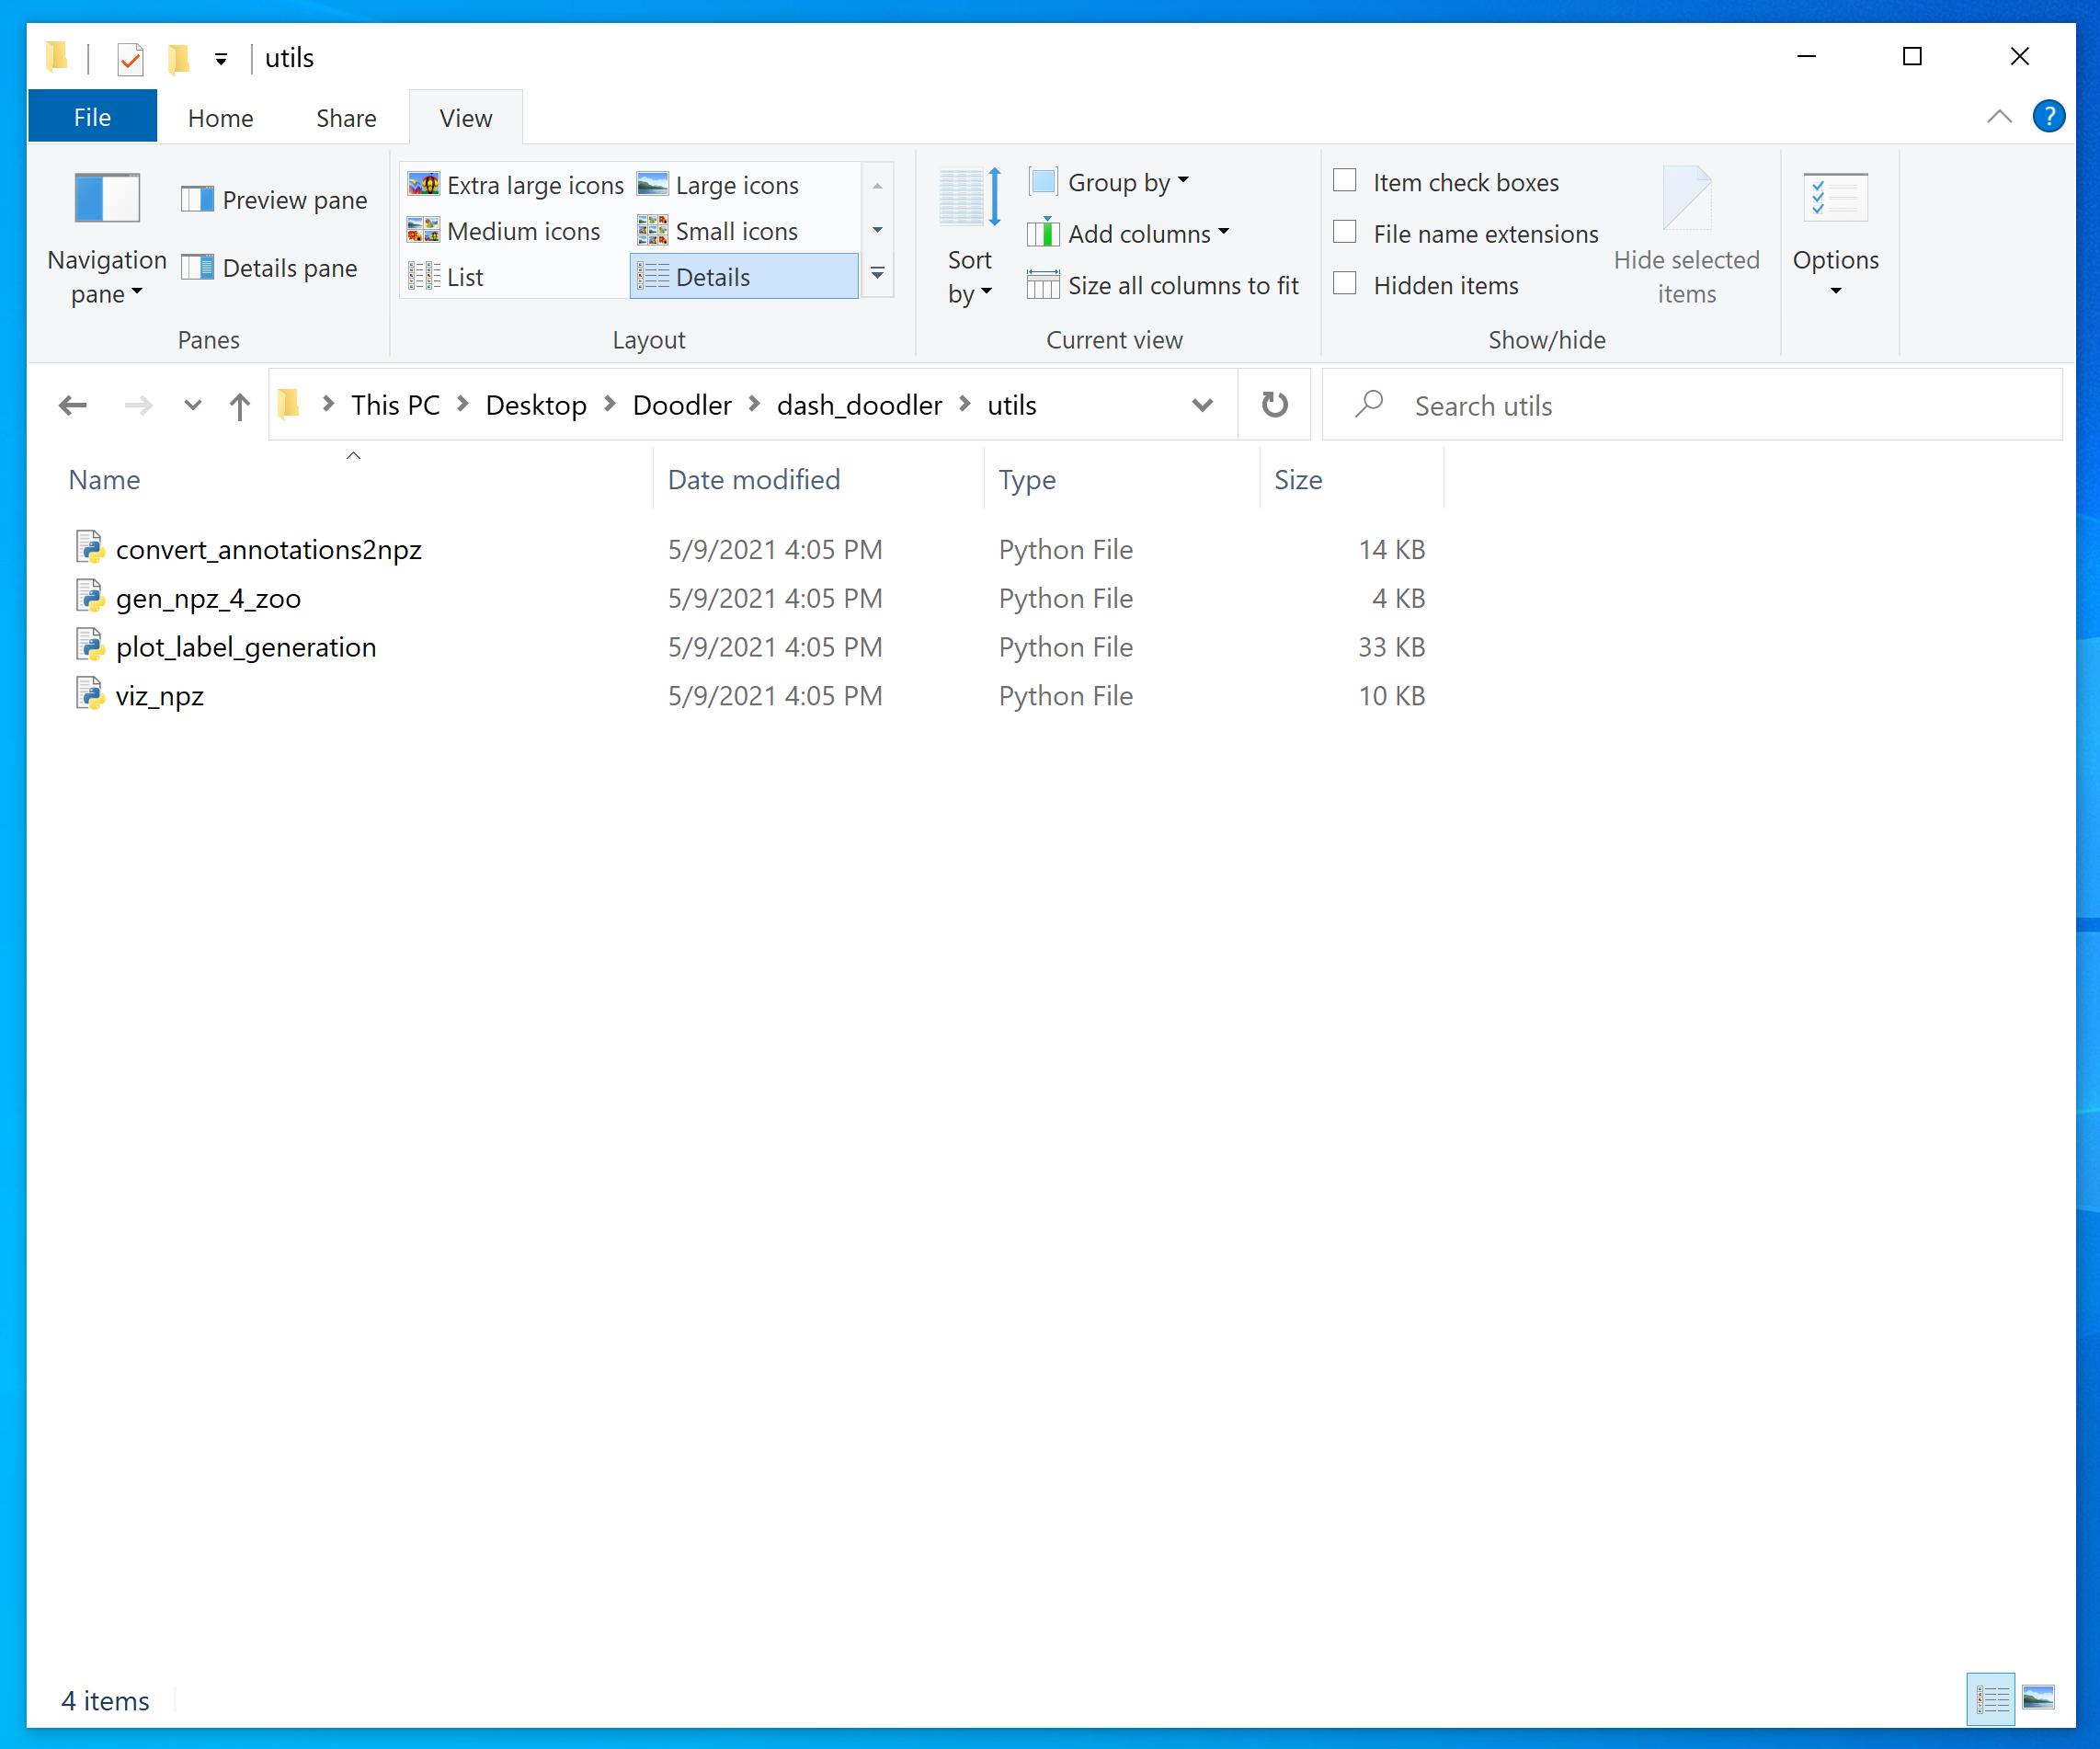 utils
File Home Share View
?
Navigation pane
Preview pane
Details pane
Panes
Extra large icons Large icons
Medium icons Small icons
List Details
Layout
Sort by
Group by
Add columns
Size all columns to fit
Current view
Item check boxes
File name extensions
Hidden items
Hide selected items
Show/hide
Options
This PC Desktop Doodler dash_doodler utils
Search utils
Name Date modified Type Size
convert_annotations2npz 5/9/2021 4:05 PM Python File 14 KB
gen_npz_4_zoo 5/9/2021 4:05 PM Python File 4 KB
plot_label_generation 5/9/2021 4:05 PM Python File 33 KB
viz_npz 5/9/2021 4:05 PM Python File 10 KB
4 items